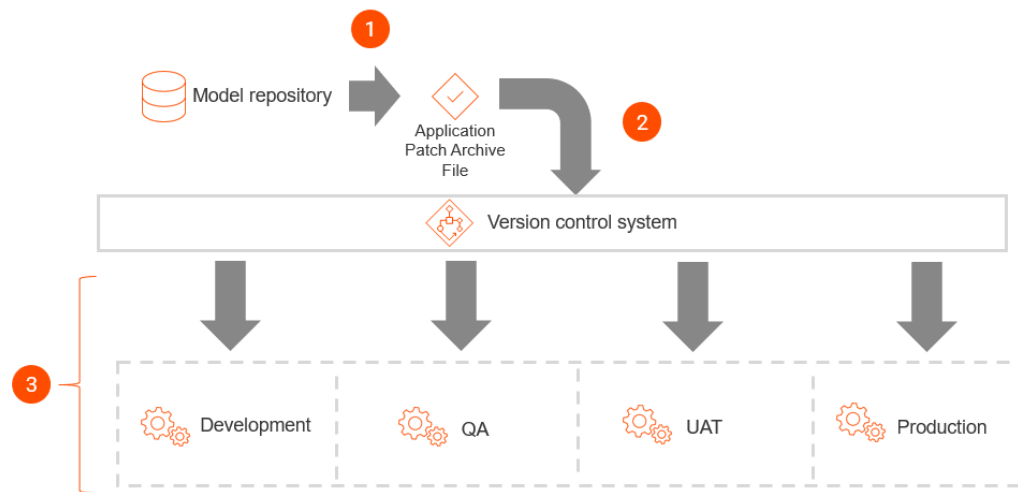 1
Model repository
Application
Patch Archive
File
2
Version control system
3
Development
QA
UAT
Production